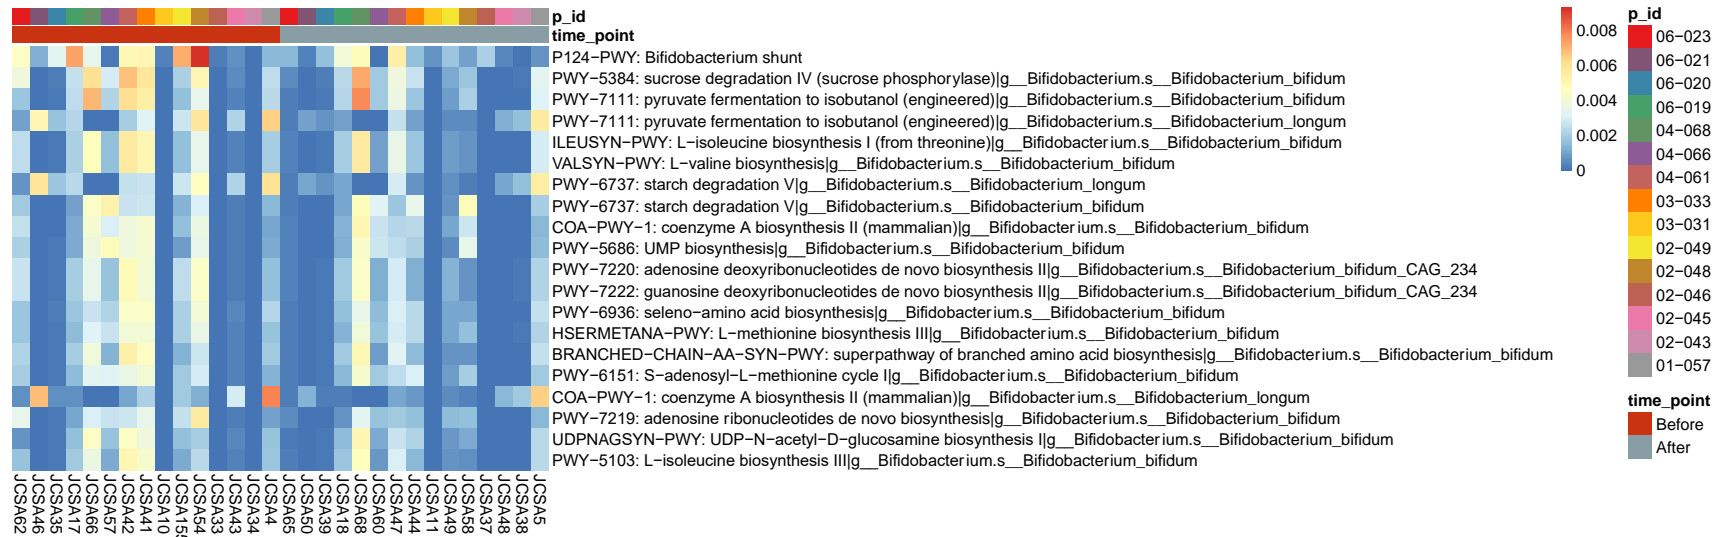 p_id
time_point
P124−PWY: Bifidobacterium shunt
PWY−5384: sucrose degradation IV (sucrose phosphorylase)|g__Bifidobacterium.s__Bifidobacterium_bifidum
PWY−7111: pyruvate fermentation to isobutanol (engineered)|g__Bifidobacterium.s__Bifidobacterium_bifidum
PWY−7111: pyruvate fermentation to isobutanol (engineered)|g__Bifidobacterium.s__Bifidobacterium_longum
ILEUSYN−PWY: L−isoleucine biosynthesis I (from threonine)|g__Bifidobacterium.s__Bifidobacterium_bifidum
VALSYN−PWY: L−valine biosynthesis|g__Bifidobacterium.s__Bifidobacterium_bifidum
PWY−6737: starch degradation V|g__Bifidobacterium.s__Bifidobacterium_longum
PWY−6737: starch degradation V|g__Bifidobacterium.s__Bifidobacterium_bifidum
COA−PWY−1: coenzyme A biosynthesis II (mammalian)|g__Bifidobacterium.s__Bifidobacterium_bifidum
PWY−5686: UMP biosynthesis|g__Bifidobacterium.s__Bifidobacterium_bifidum
PWY−7220: adenosine deoxyribonucleotides de novo biosynthesis II|g__Bifidobacterium.s__Bifidobacterium_bifidum_CAG_234
PWY−7222: guanosine deoxyribonucleotides de novo biosynthesis II|g__Bifidobacterium.s__Bifidobacterium_bifidum_CAG_234
PWY−6936: seleno−amino acid biosynthesis|g__Bifidobacterium.s__Bifidobacterium_bifidum
HSERMETANA−PWY: L−methionine biosynthesis III|g__Bifidobacterium.s__Bifidobacterium_bifidum
BRANCHED−CHAIN−AA−SYN−PWY: superpathway of branched amino acid biosynthesis|g__Bifidobacterium.s__Bifidobacterium_bifidum
PWY−6151: S−adenosyl−L−methionine cycle I|g__Bifidobacterium.s__Bifidobacterium_bifidum
COA−PWY−1: coenzyme A biosynthesis II (mammalian)|g__Bifidobacterium.s__Bifidobacterium_longum
PWY−7219: adenosine ribonucleotides de novo biosynthesis|g__Bifidobacterium.s__Bifidobacterium_bifidum
UDPNAGSYN−PWY: UDP−N−acetyl−D−glucosamine biosynthesis I|g__Bifidobacterium.s__Bifidobacterium_bifidum
PWY−5103: L−isoleucine biosynthesis III|g__Bifidobacterium.s__Bifidobacterium_bifidum
JCSA62
JCSA46
JCSA35
JCSA17
JCSA66
JCSA57
JCSA42
JCSA41
JCSA10
JCSA155
JCSA54
JCSA33
JCSA43
JCSA34
JCSA4
JCSA65
JCSA50
JCSA39
JCSA18
JCSA68
JCSA60
JCSA47
JCSA44
JCSA11
JCSA49
JCSA58
JCSA37
JCSA48
JCSA38
JCSA5
0.008
0.006
0.004
0.002
0
p_id
06−023
06−021
06−020
06−019
04−068
04−066
04−061
03−033
03−031
02−049
02−048
02−046
02−045
02−043
01−057
time_point
Before
After